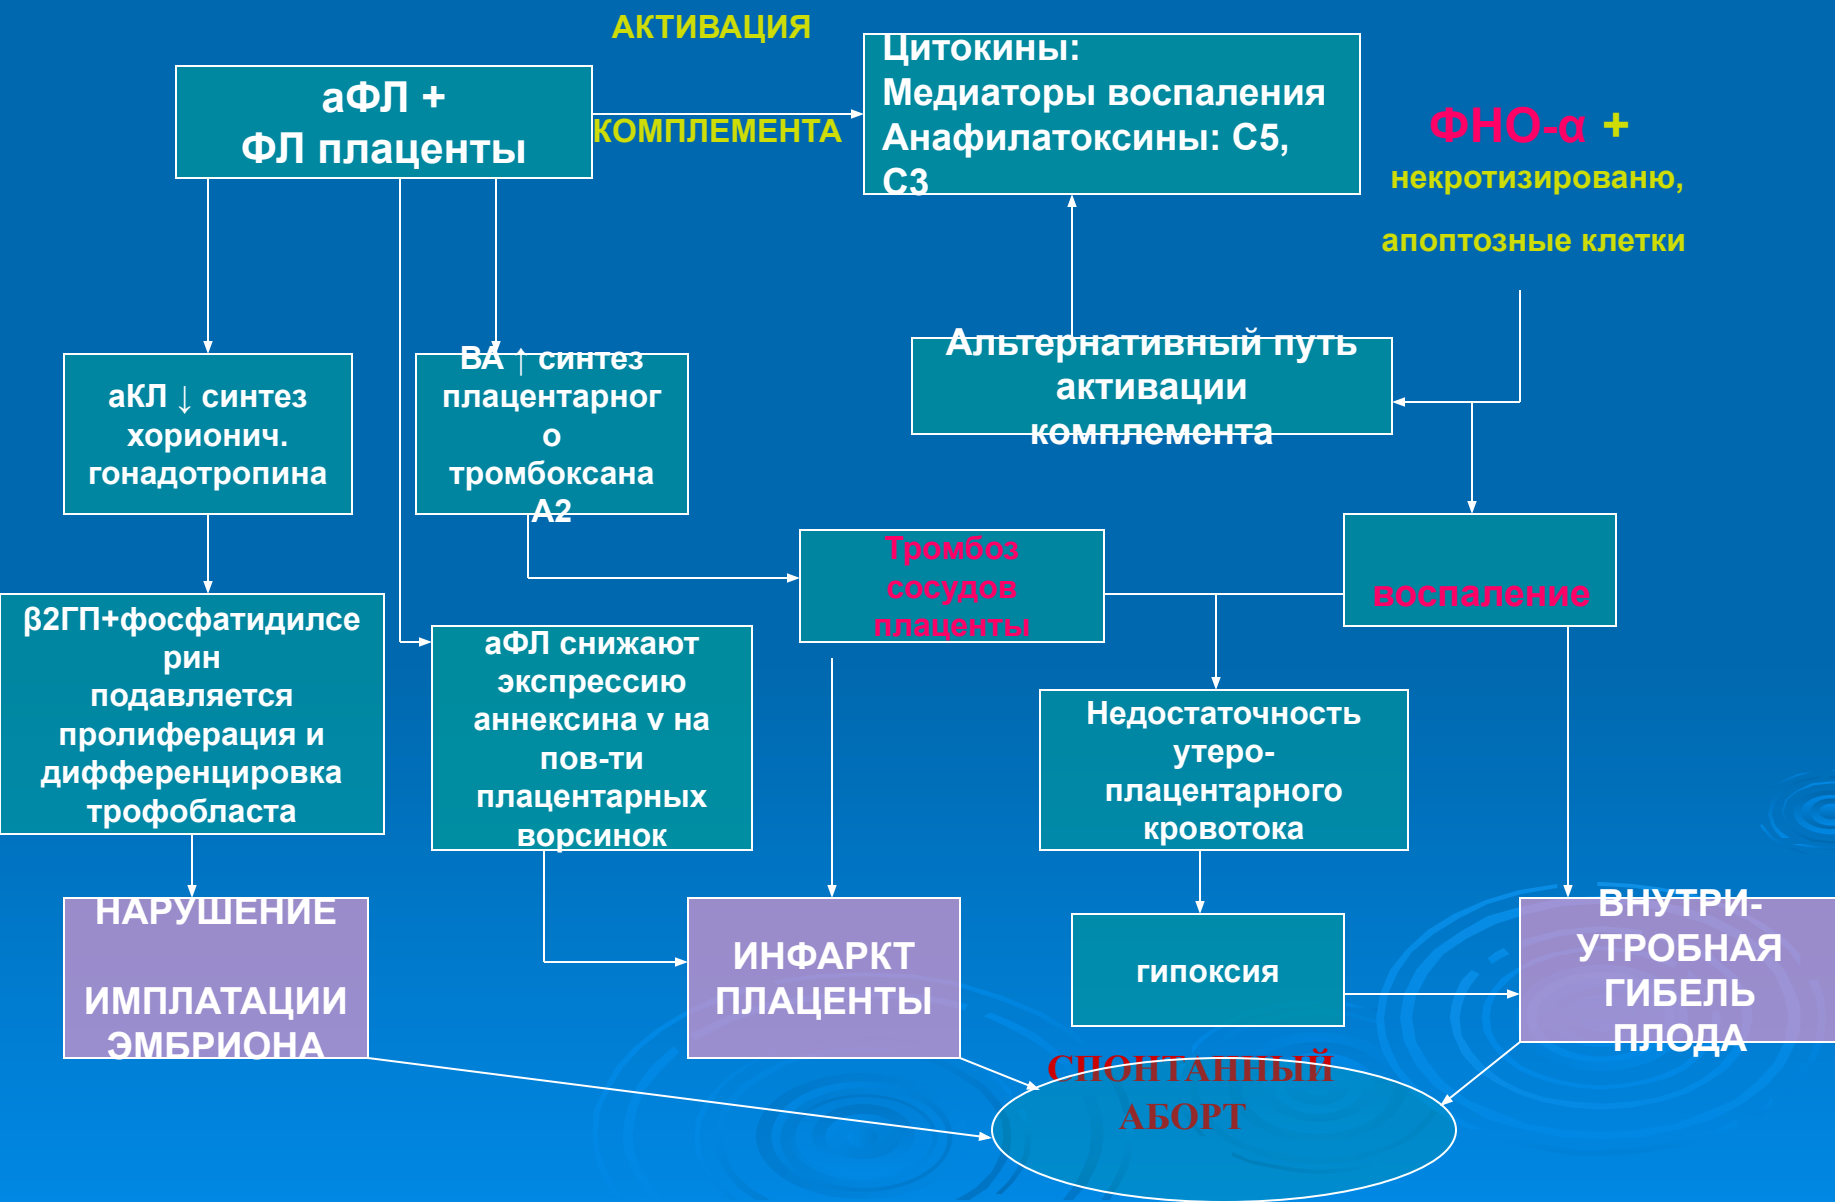 АКТИВАЦИЯ
КОМПЛЕМЕНТА
аФЛ +
ФЛ плаценты
Цитокины:
Медиаторы воспаления
Анафилатоксины: С5,
С3
ФНО-α +
некротизированю,
апоптозные клетки
аКЛ ↓ синтез
хорионич.
гонадотропина
ВА ↑ синтез
плацентарног
о
тромбоксана
А2
Альтернативный путь
активации
комплемента
Тромбоз
сосудов
плаценты
воспаление
β2ГП+фосфатидилсе
рин
подавляется
пролиферация и
дифференцировка
трофобласта
аФЛ снижают
экспрессию
аннексина v на
пов-ти
плацентарных
ворсинок
Недостаточность
утеро-
плацентарного
кровотока
НАРУШЕНИЕ
ИМПЛАТАЦИИ
ЭМБРИОНА
ИНФАРКТ
ПЛАЦЕНТЫ
гипоксия
ВНУТРИ-
УТРОБНАЯ
ГИБЕЛЬ
ПЛОДА
СПОНТАННЫЙ
АБОРТ